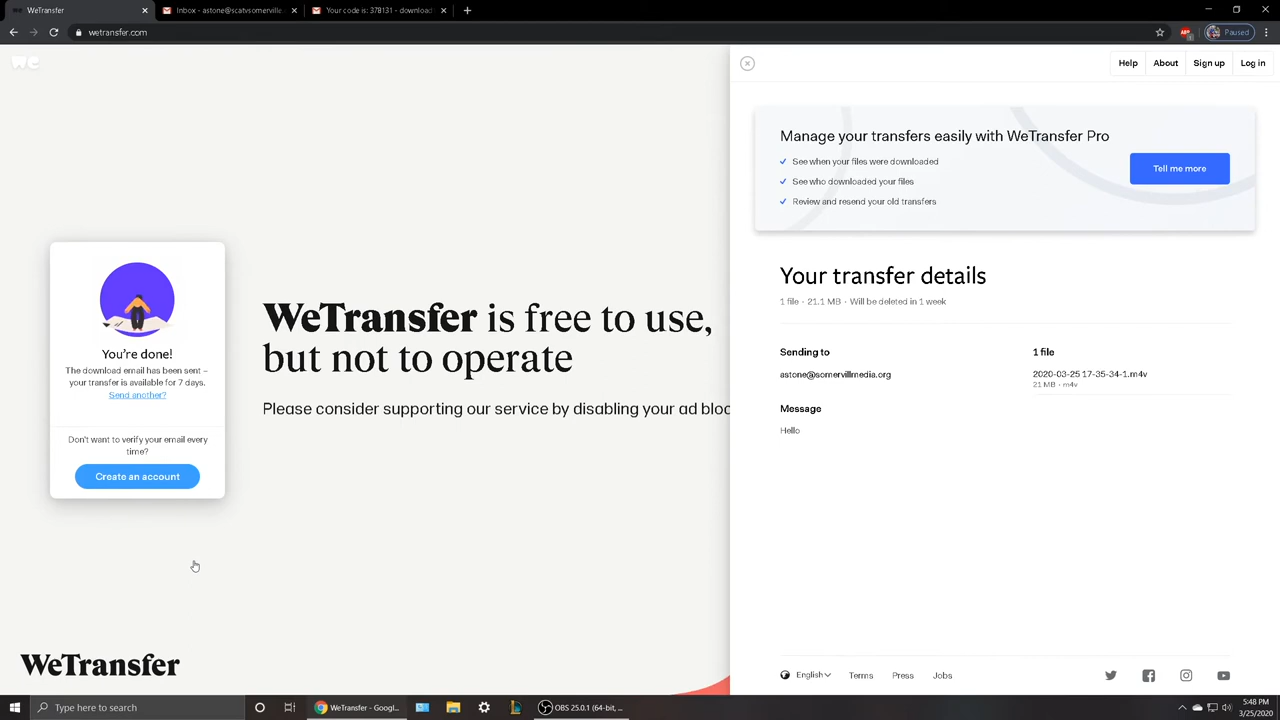 WeTransfer
Inbox - astone@scatvsomerville.
Your code is: 378131 - download
wetransfer.com
Paused
we
Help
About
Sign up
Log in
Manage your transfers easily with WeTransfer Pro
See when your files were downloaded
See who downloaded your files
Review and resend your old transfers
Tell me more
You're done!
The download email has been sent –
your transfer is available for 7 days.
Send another?
Don't want to verify your email every
time?
Create an account
WeTransfer is free to use,
but not to operate
Please consider supporting our service by disabling your ad bloc
Your transfer details
1 file - 21.1 MB - Will be deleted in 1 week
Sending to
astone@somervillmedia.org
Message
Hello
1 file
2020-03-25 17-35-34-1.m4v
21 MB - m4v
WeTransfer
English
Terms
Press
Jobs
Type here to search
WeTransfer - Googl...
OBS 25.0.1 (64-bit, ...
5:48 PM
3/25/2020